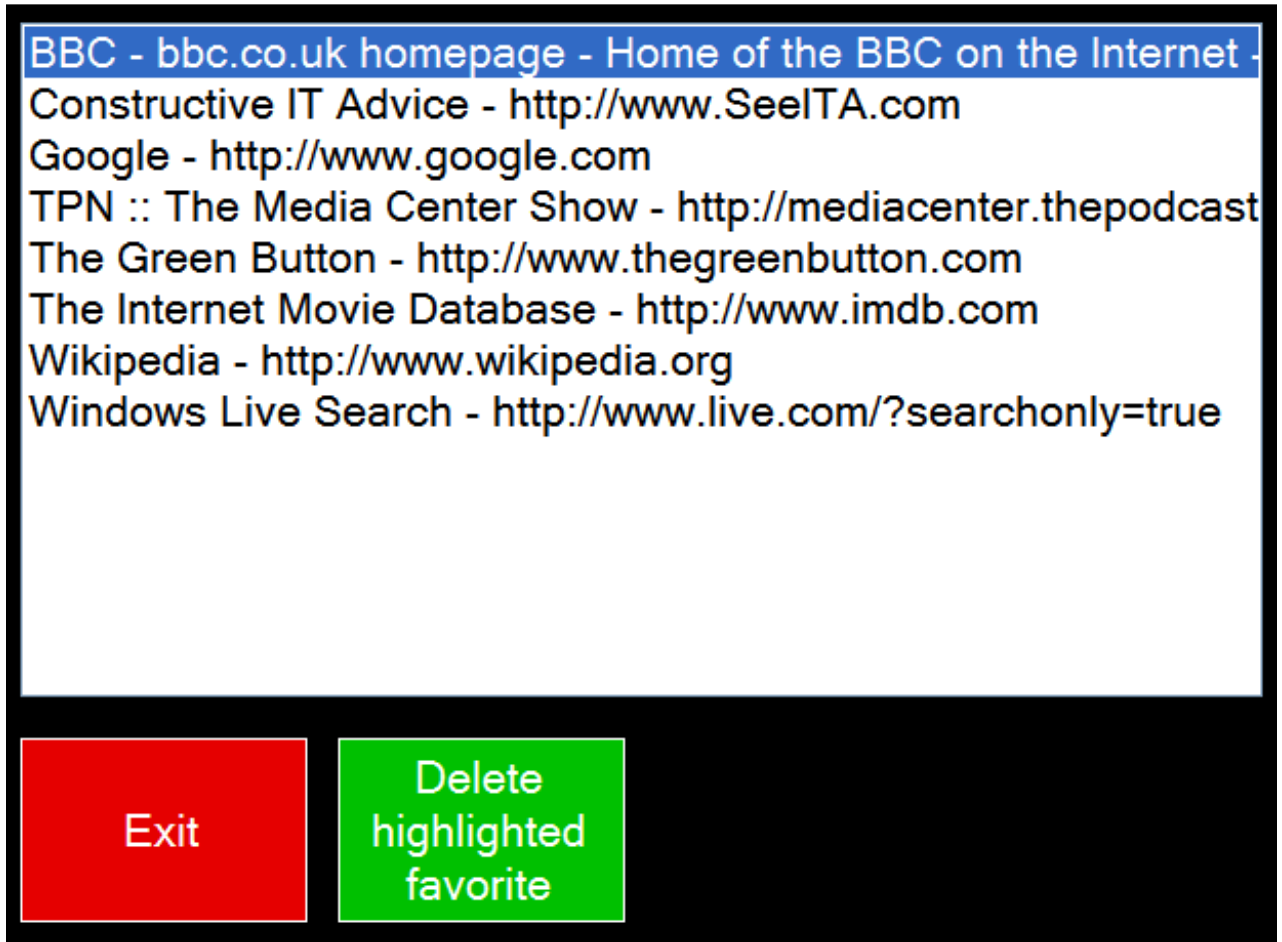 BBC - bbc.co.uk homepage - Home of the BBC on the Internet -
Constructive IT Advice - http://www.SeeITA.com
Google - http://www.google.com
TPN :: The Media Center Show - http://mediacenter.thepodcast
The Green Button - http://www.thegreenbutton.com
The Internet Movie Database - http://www.imdb.com
Wikipedia - http://www.wikipedia.org
Windows Live Search - http://www.live.com/?searchonly=true
Exit
Delete
highlighted
favorite